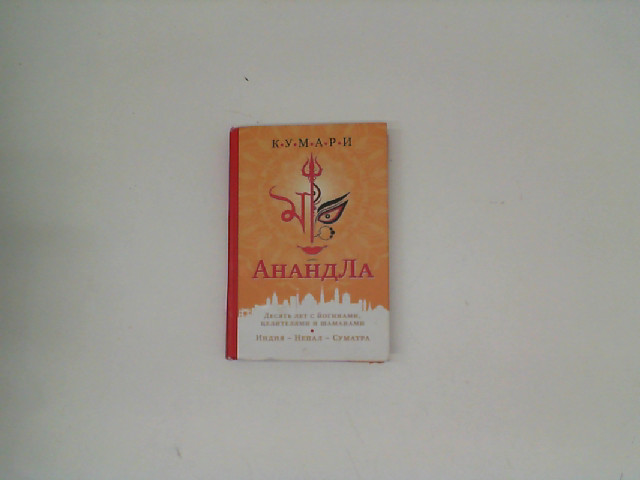 К•У•М•А•Р•И
মা
АнандЛа
Десять лет с йогинами,
целителями и шаманами
Индия – Непал – Суматра